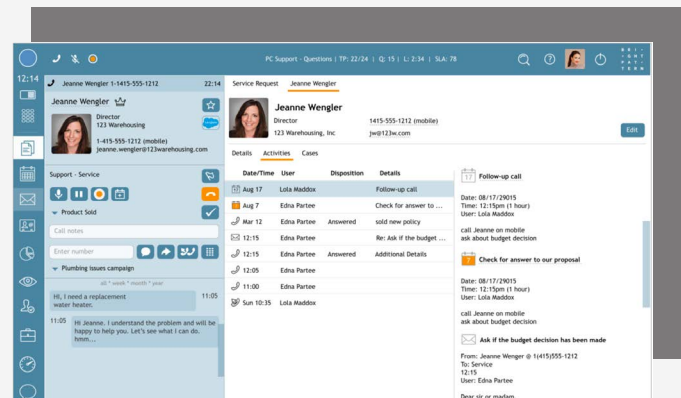 PC Support - Questions | TP: 22/24 | Q: 15 | L: 2:34 | SLA: 78
BRI-
GHT
PAT-
TERN
12:14
Jeanne Wengler 1-1415-555-1212 22:14
Jeanne Wengler
Director
123 Warehousing
1-415-555-1212 (mobile)
jeanne.wengler@123warehousing.com
Support - Service
Product Sold
Call notes
Enter number
Plumbing issues campaign
all * week * month * year
Hi, I need a replacement 11:05
water heater.
11:05 Hi Jeanne. I understand the problem and will be
happy to help you. Let's see what I can do.
hmm...
Service Request Jeanne Wengler
Jeanne Wengler
Director 1415-555-1212 (mobile)
123 Warehousing, Inc jw@123w.com
Edit
Details Activities Cases
Date/Time User Disposition Details
Aug 17 Lola Maddox Follow-up call
Aug 7 Edna Partee Check for answer to ...
Mar 12 Edna Partee Answered sold new policy
12:15 Edna Partee Re: Ask if the budget ...
12:15 Edna Partee Answered Additional Details
12:05 Edna Partee
11:00 Edna Partee
Sun 10:35 Lola Maddox
17 Follow-up call
Date: 08/17/29015
Time: 12:15pm (1 hour)
User: Lola Maddox
call Jeanne on mobile
ask about budget decision
7 Check for answer to our proposal
Date: 08/17/29015
Time: 12:15pm (1 hour)
User: Lola Maddox
call Jeanne on mobile
ask about budget decision
Ask if the budget decision has been made
From: Jeanne Wenger @ 1(415)555-1212
To: Service
12:15
User: Edna Partee
Dear sir or madam